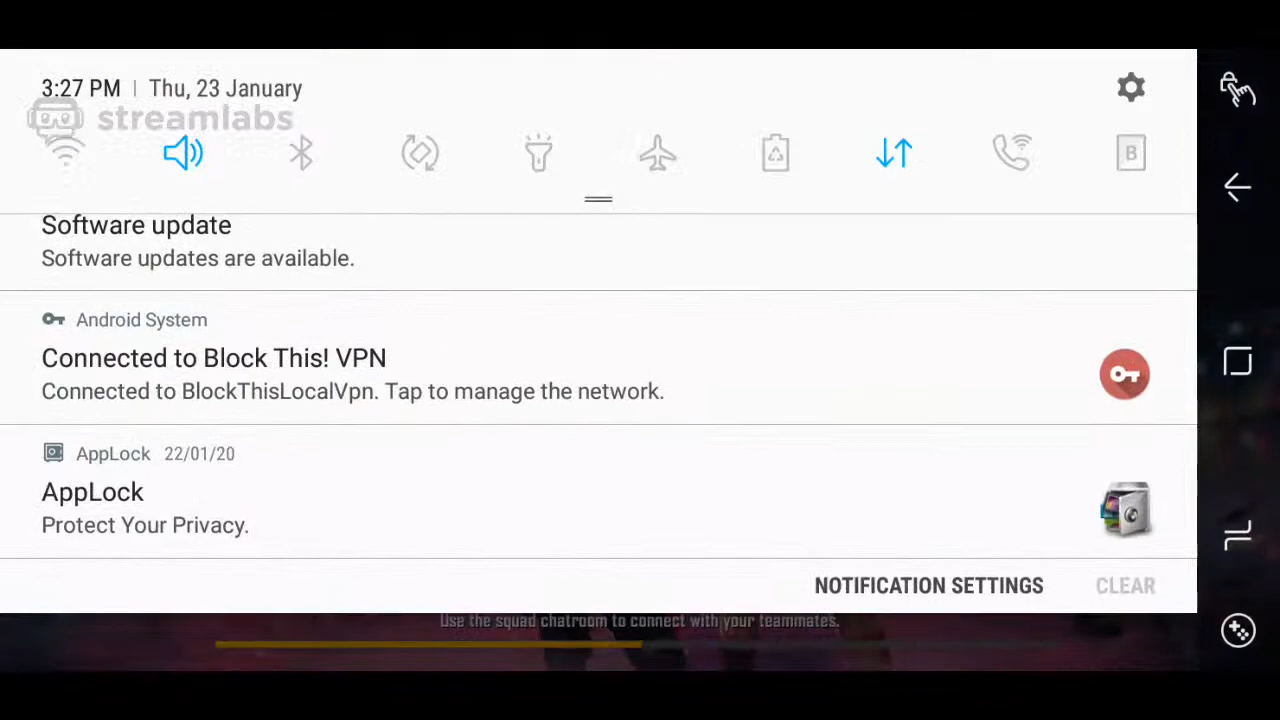 3:27 PM | Thu, 23 January
streamlabs
B
Software update
Software updates are available.
Android System
Connected to Block This! VPN
Connected to BlockThisLocalVpn. Tap to manage the network.
AppLock 22/01/20
AppLock
Protect Your Privacy.
NOTIFICATION SETTINGS CLEAR
Use the squad chatroom to connect with your teammates.